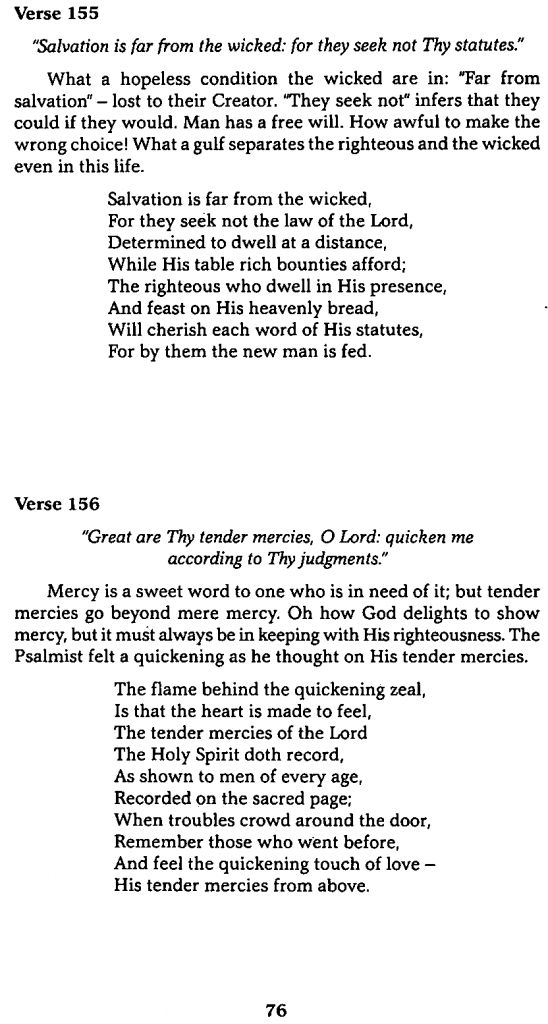 Verse 155
"Salvation is far from the wicked: for they seek not Thy statutes."
What a hopeless condition the wicked are in: "Far from
salvation" – lost to their Creator. "They seek not" infers that they
could if they would. Man has a free will. How awful to make the
wrong choice! What a gulf separates the righteous and the wicked
even in this life.
Salvation is far from the wicked,
For they seek not the law of the Lord,
Determined to dwell at a distance,
While His table rich bounties afford;
The righteous who dwell in His presence,
And feast on His heavenly bread,
Will cherish each word of His statutes,
For by them the new man is fed.
Verse 156
"Great are Thy tender mercies, O Lord: quicken me
according to Thy judgments."
Mercy is a sweet word to one who is in need of it; but tender
mercies go beyond mere mercy. Oh how God delights to show
mercy, but it must always be in keeping with His righteousness. The
Psalmist felt a quickening as he thought on His tender mercies.
The flame behind the quickening zeal,
Is that the heart is made to feel,
The tender mercies of the Lord
The Holy Spirit doth record,
As shown to men of every age,
Recorded on the sacred page;
When troubles crowd around the door,
Remember those who went before,
And feel the quickening touch of love –
His tender mercies from above.
76